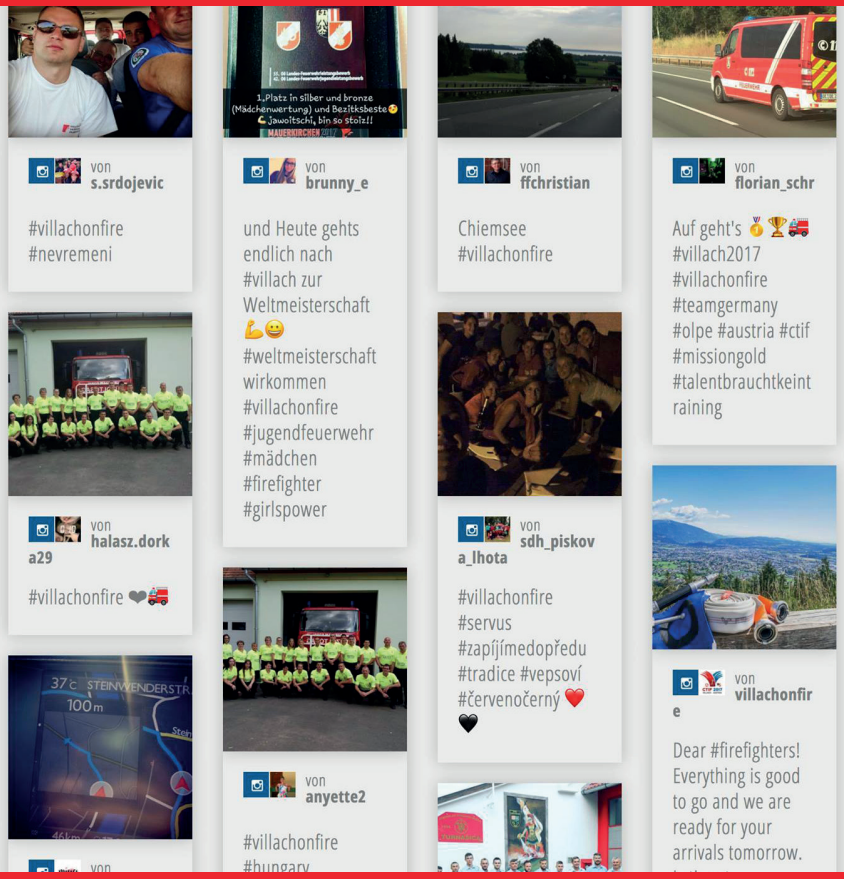 von
s.srdojevic
#villachonfire
#nevremeni
von
halasz.dork
a29
#villachonfire ❤🚒
37°c STEINWENDERSTR
100m
46km
von
1.Platz in silber und bronze
(Mädchenwertung) und Bezirksbeste😏
💪jawoitschi, bin so stolz!!
MAUERKIRCHEN 2017
von
brunny_e
und Heute gehts
endlich nach
#villach zur
Weltmeisterschaft
💪😀
#weltmeisterschaft
wirkommen
#villachonfire
#jugendfeuerwehr
#mädchen
#firefighter
#girlspower
von
anyette2
#villachonfire
#hungary
von
ffchristian
Chiemsee
#villachonfire
von
sdh_piskov
a_lhota
#villachonfire
#servus
#zapíjímedopředu
#tradice #vepsoví
#červenočerný ❤️
🖤
von
florian_schr
Auf geht's 🏅🏆🚒
#villach2017
#villachonfire
#teamgermany
#olpe #austria #ctif
#missiongold
#talentbrauchtkeint
raining
von
villachonfir
e
Dear #firefighters!
Everything is good
to go and we are
ready for your
arrivals tomorrow.